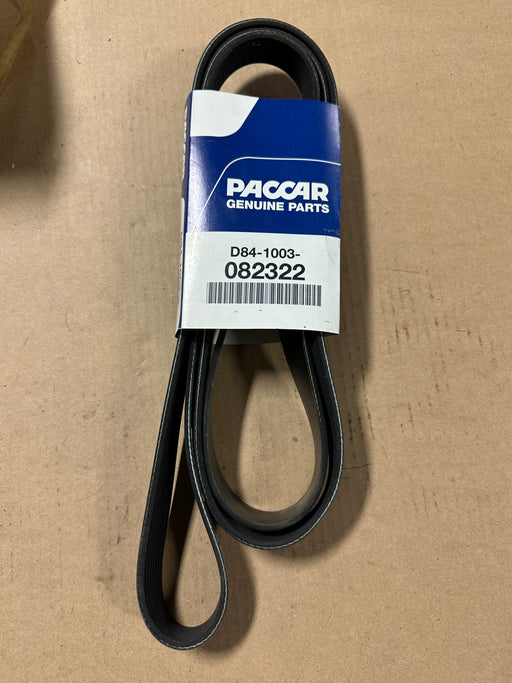 PACCAR
GENUINE PARTS
D84-1003-
082322